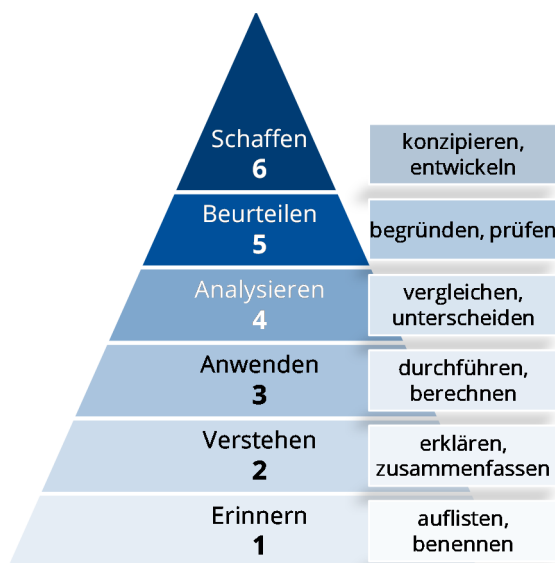 Schaffen
6
konzipieren,
entwickeln
Beurteilen
5
begründen, prüfen
Analysieren
4
vergleichen,
unterscheiden
Anwenden
3
durchführen,
berechnen
Verstehen
2
erklären,
zusammenfassen
Erinnern
1
auflisten,
benennen